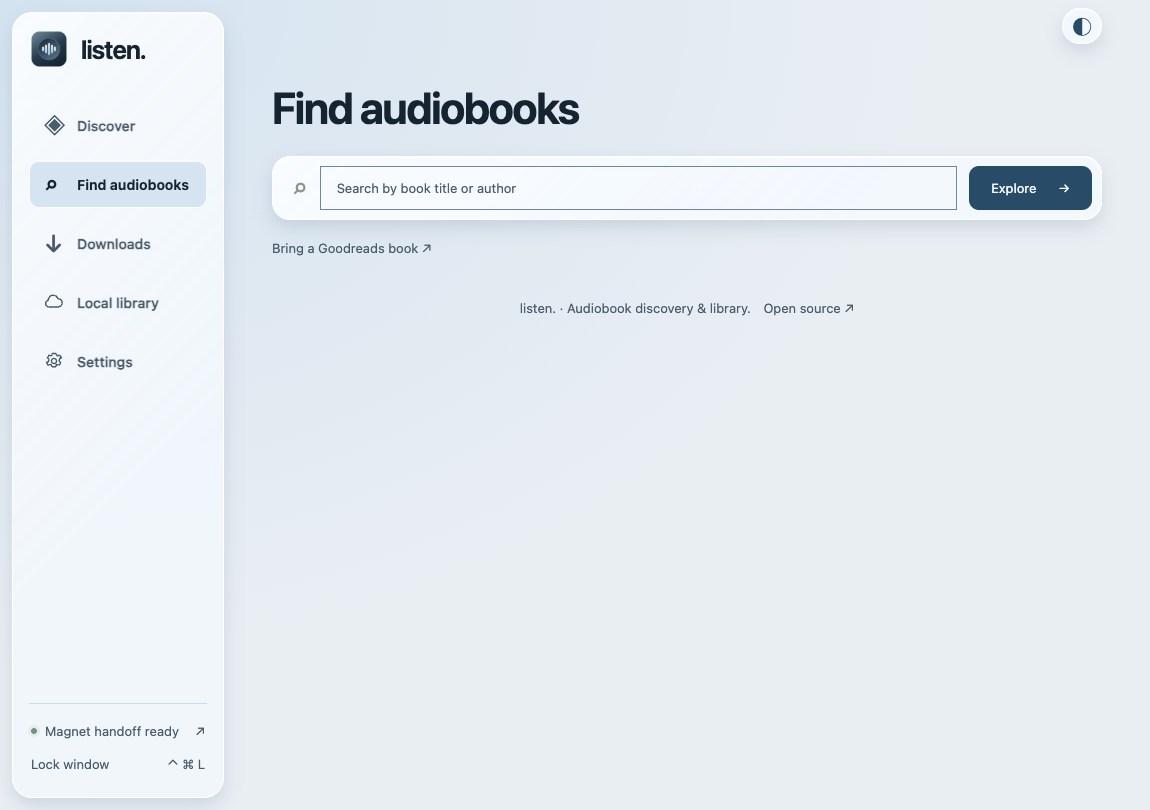 listen.
Discover
Find audiobooks
Downloads
Local library
Settings
Magnet handoff ready ↗
Lock window ^ ⌘ L
Find audiobooks
Search by book title or author
Explore →
Bring a Goodreads book ↗
listen. · Audiobook discovery & library. Open source ↗